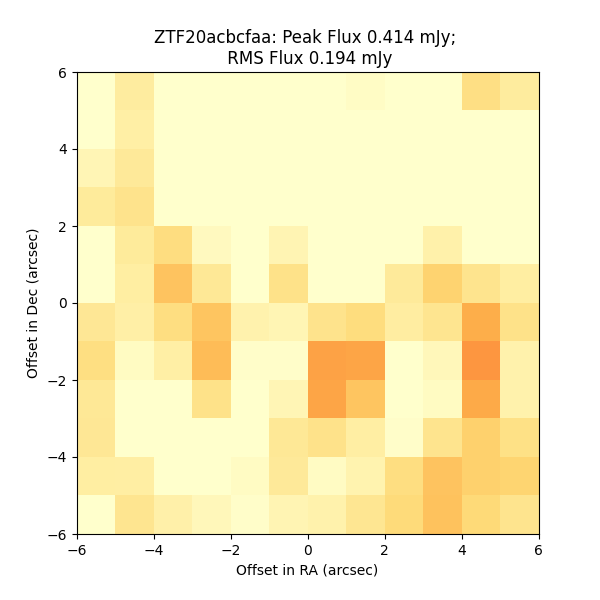 ZTF20acbcfaa: Peak Flux 0.414 mJy;
RMS Flux 0.194 mJy
6
4
2
0
−2
−4
−6
Offset in Dec (arcsec)
−6 −4 −2 0 2 4 6
Offset in RA (arcsec)